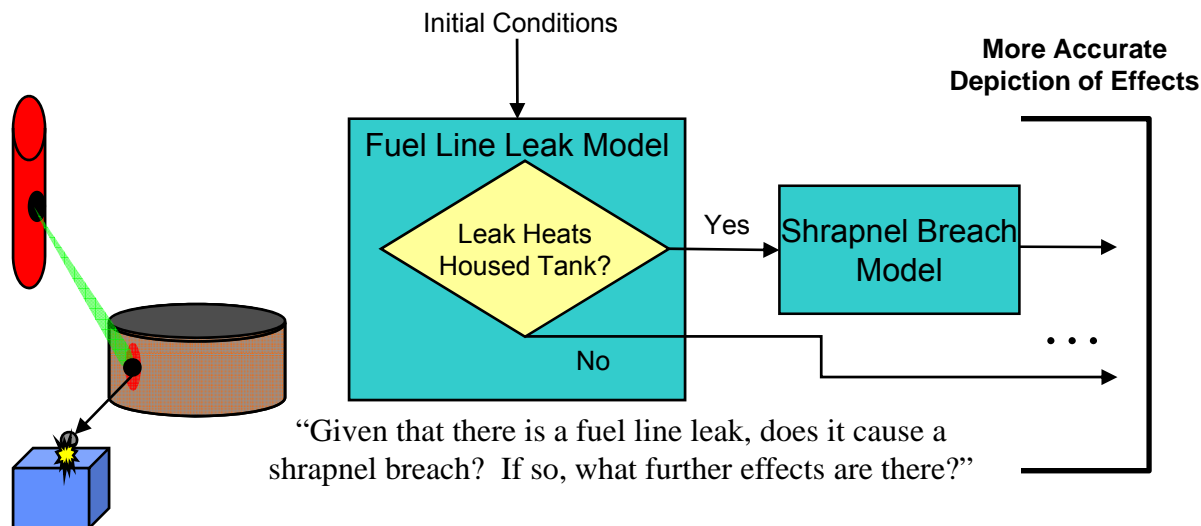 Initial Conditions
More Accurate
Depiction of Effects
Fuel Line Leak Model
Leak Heats
Housed Tank?
Yes
Shrapnel Breach
Model
No
. . .
“Given that there is a fuel line leak, does it cause a
shrapnel breach?  If so, what further effects are there?”